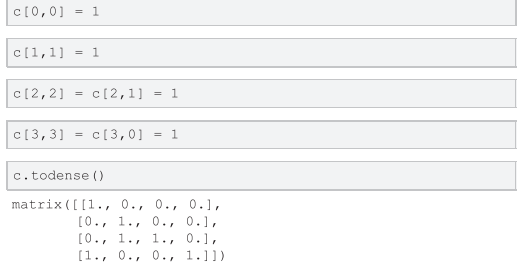 c[0,0] = 1
c[1,1] = 1
c[2,2] = c[2,1] = 1
c[3,3] = c[3,0] = 1
c.todense()
matrix([[1., 0., 0., 0.],
        [0., 1., 0., 0.],
        [0., 1., 1., 0.],
        [1., 0., 0., 1.]])